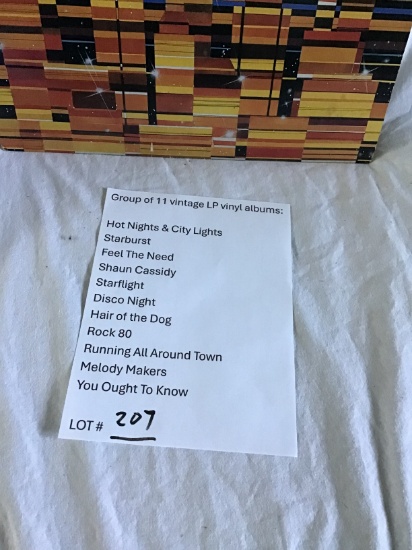 Group of 11 vintage LP vinyl albums:
Hot Nights & City Lights
Starburst
Feel The Need
Shaun Cassidy
Starflight
Disco Night
Hair of the Dog
Rock 80
Running All Around Town
Melody Makers
You Ought To Know
LOT # 207